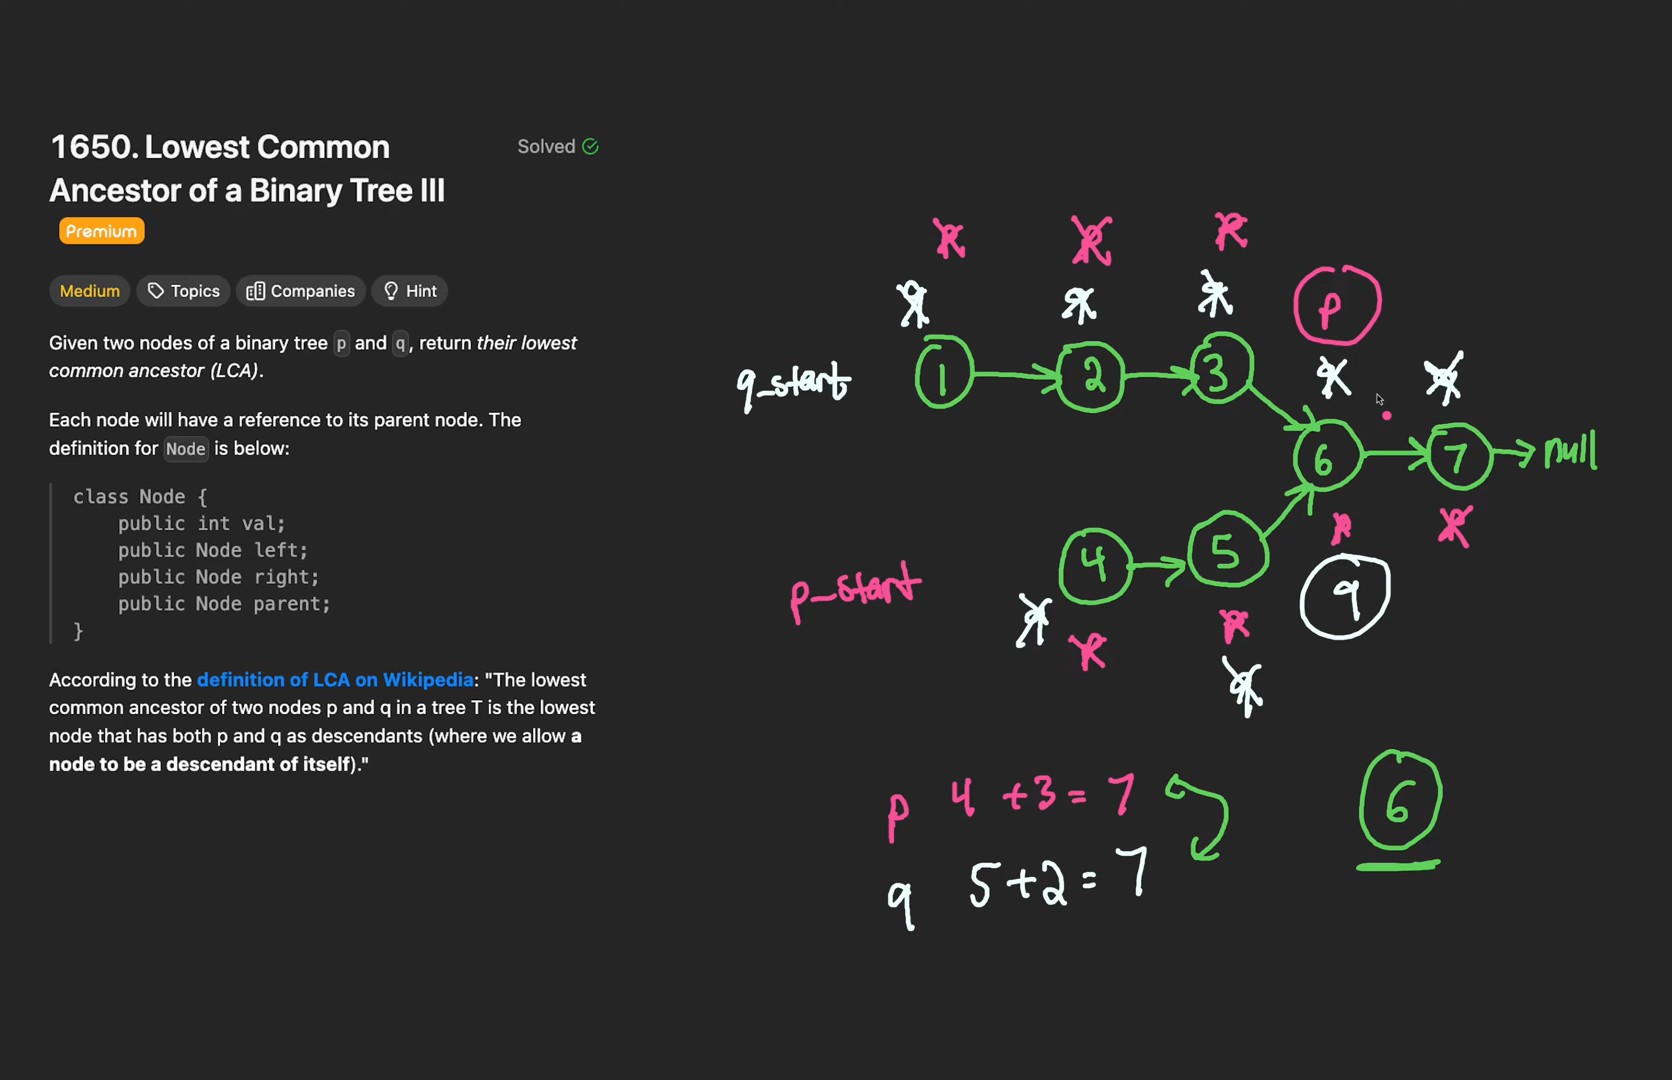 1650. Lowest Common
Ancestor of a Binary Tree III
Solved
Premium
Medium
Topics
Companies
Hint
Given two nodes of a binary tree p and q, return their lowest
common ancestor (LCA).
Each node will have a reference to its parent node. The
definition for Node is below:
class Node {
public int val;
public Node left;
public Node right;
public Node parent;
}
According to the definition of LCA on Wikipedia: "The lowest
common ancestor of two nodes p and q in a tree T is the lowest
node that has both p and q as descendants (where we allow a
node to be a descendant of itself)."
p
q_start
1
2
3
6
7
null
p_start
4
5
q
p 4 +3 = 7
q 5+2 = 7
6